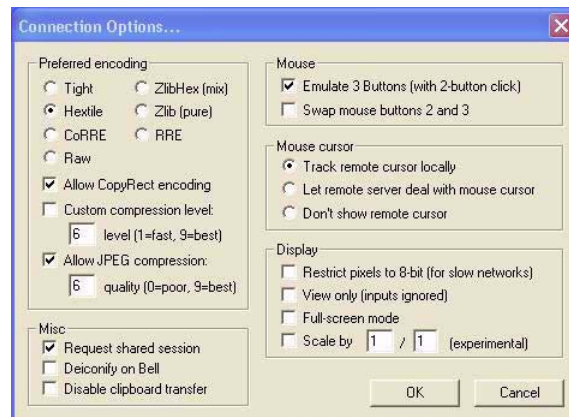 Connection Options...
Preferred encoding
Tight
ZlibHex (mix)
Hextile
Zlib (pure)
CoRRE
RRE
Raw
Allow CopyRect encoding
Custom compression level:
6 level (1=fast, 9=best)
Allow JPEG compression:
6 quality (0=poor, 9=best)
Misc
Request shared session
Deiconify on Bell
Disable clipboard transfer
Mouse
Emulate 3 Buttons (with 2-button click)
Swap mouse buttons 2 and 3
Mouse cursor
Track remote cursor locally
Let remote server deal with mouse cursor
Don't show remote cursor
Display
Restrict pixels to 8-bit (for slow networks)
View only (inputs ignored)
Full-screen mode
Scale by 1 / 1 (experimental)
OK
Cancel